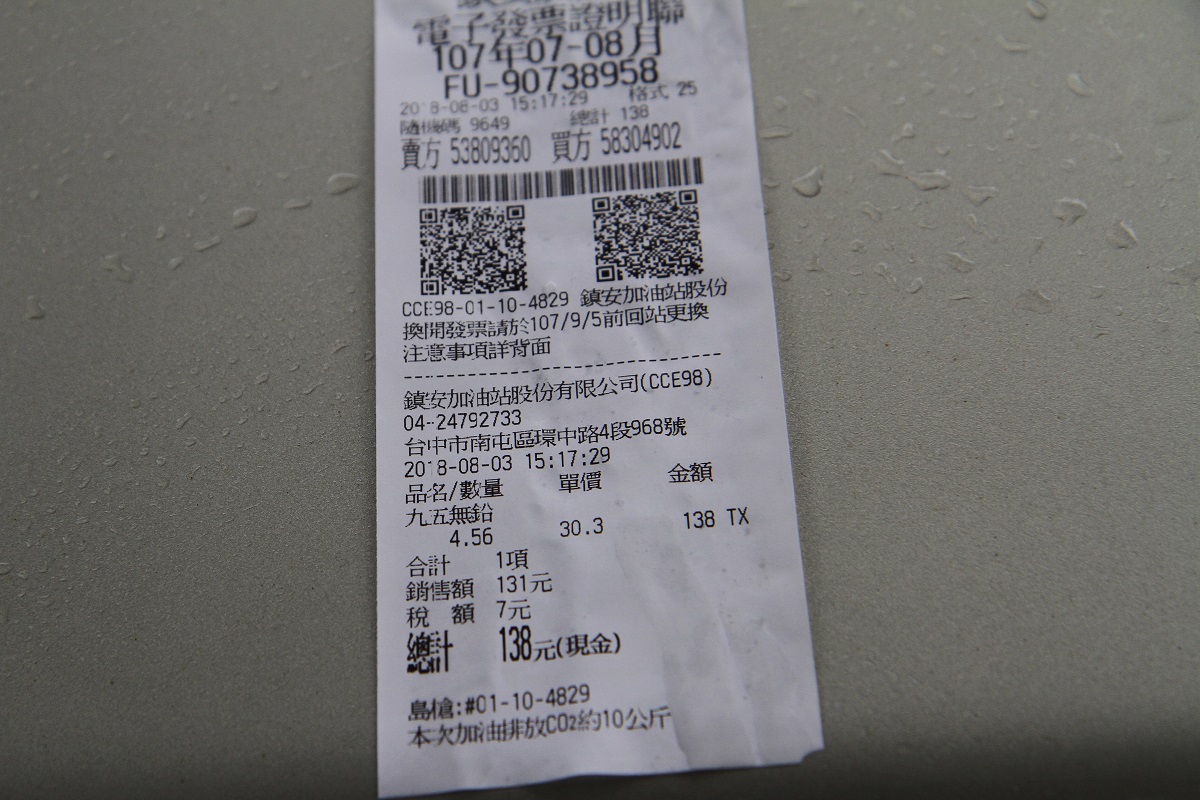 電子發票證明聯
107年07-08月
FU-90738958
2018-08-03 15:17:29 格式 25
隨機碼 9649 總計 138
賣方 53809360 買方 58304902
CCE98-01-10-4829 鎮安加油站股份
換開發票請於107/9/5前回站更換
注意事項詳背面
--------------------------------
鎮安加油站股份有限公司(CCE98)
04-24792733
台中市南屯區環中路4段968號
2018-08-03 15:17:29
品名/數量 單價 金額
九五無鉛
4.56 30.3 138 TX
合計 1項
銷售額 131元
稅 額 7元
總計 138元(現金)
島槍:#01-10-4829
本次加油排放CO₂約10公斤